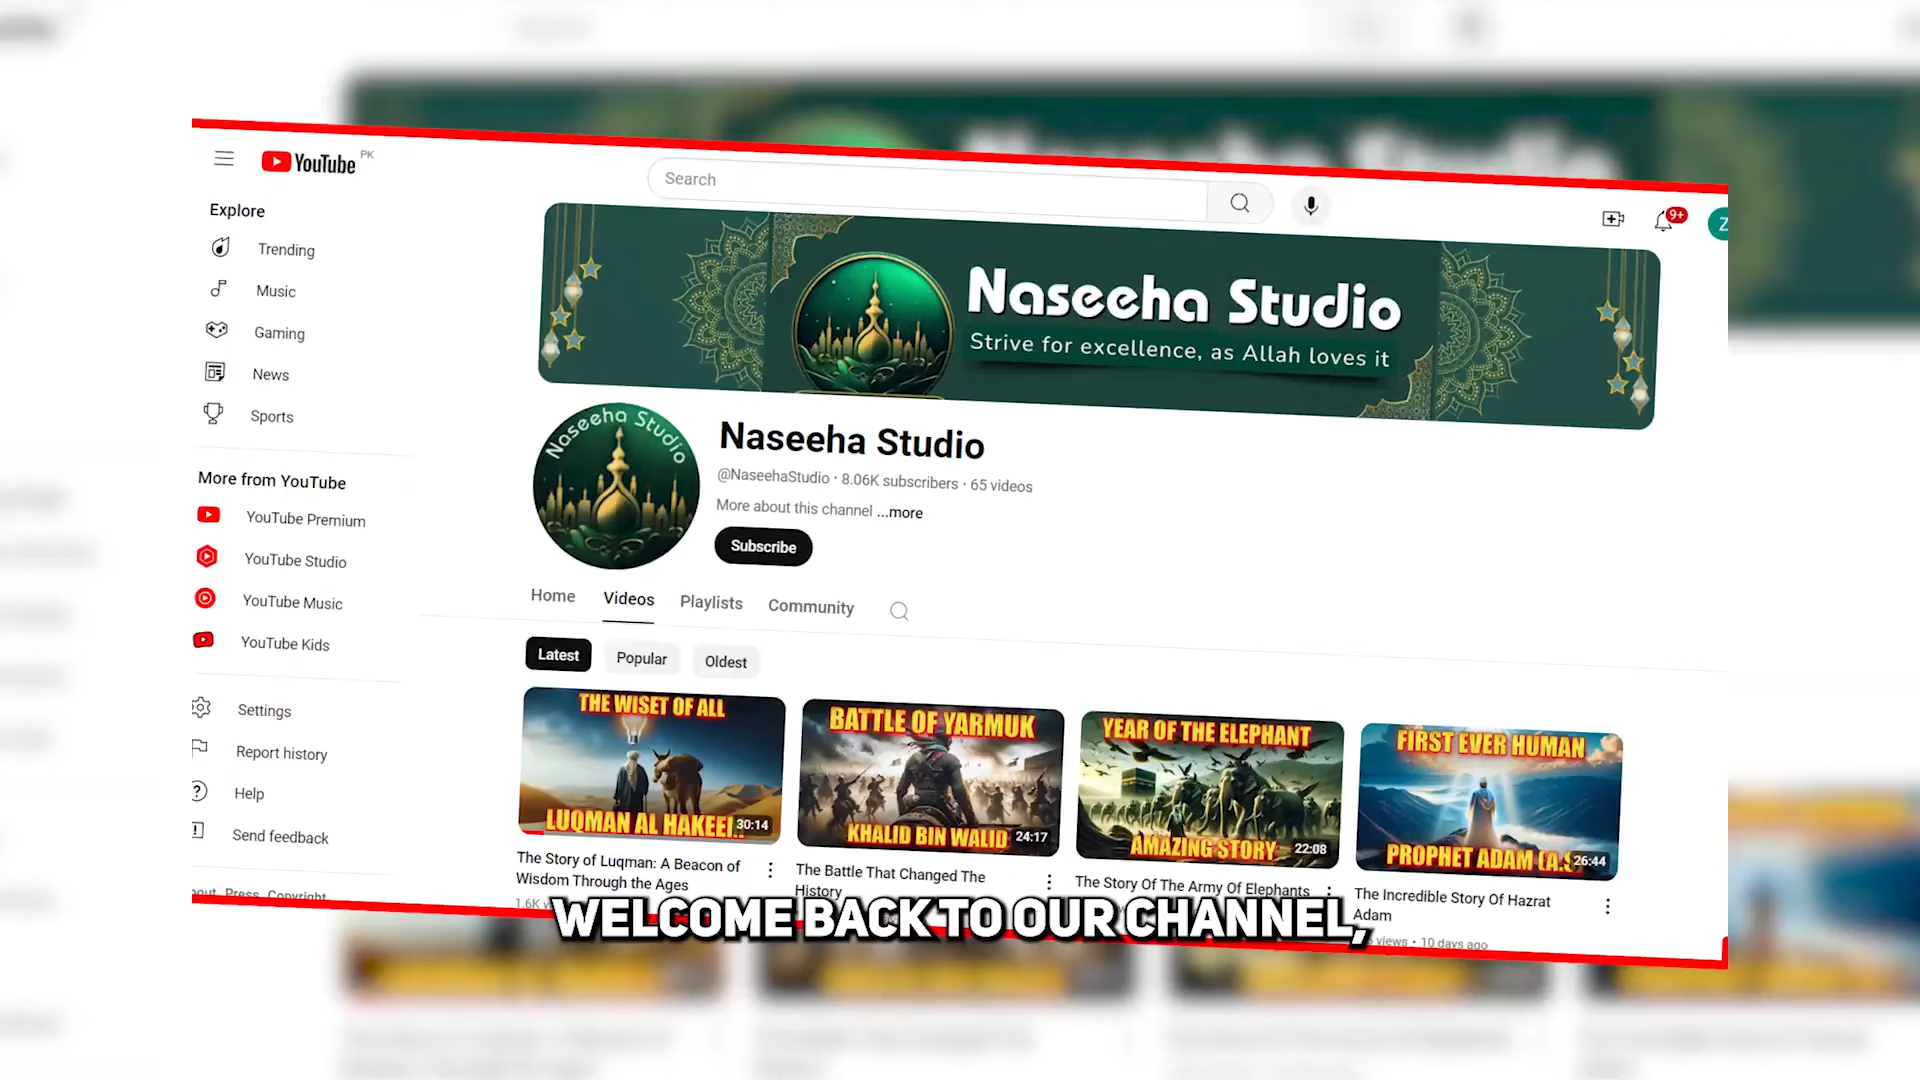 YouTube PK
Search
9+
Z
Explore
Trending
Music
Gaming
News
Sports
More from YouTube
YouTube Premium
YouTube Studio
YouTube Music
YouTube Kids
Settings
Report history
Help
Send feedback
Press Copyright
Naseeha Studio
Strive for excellence, as Allah loves it
Naseeha Studio
Naseeha Studio
@NaseehaStudio · 8.06K subscribers · 65 videos
More about this channel ...more
Subscribe
Home Videos Playlists Community
Latest Popular Oldest
THE WISET OF ALL
LUQMAN AL HAKEE
30:14
The Story of Luqman: A Beacon of
Wisdom Through the Ages
1.6K
BATTLE OF YARMUK
KHALID BIN WALID
24:17
The Battle That Changed The
History
YEAR OF THE ELEPHANT
AMAZING STORY
22:08
The Story Of The Army Of Elephants
FIRST EVER HUMAN
PROPHET ADAM (A.S
26:44
The Incredible Story Of Hazrat
Adam
views · 10 days ago
WELCOME BACK TO OUR CHANNEL,